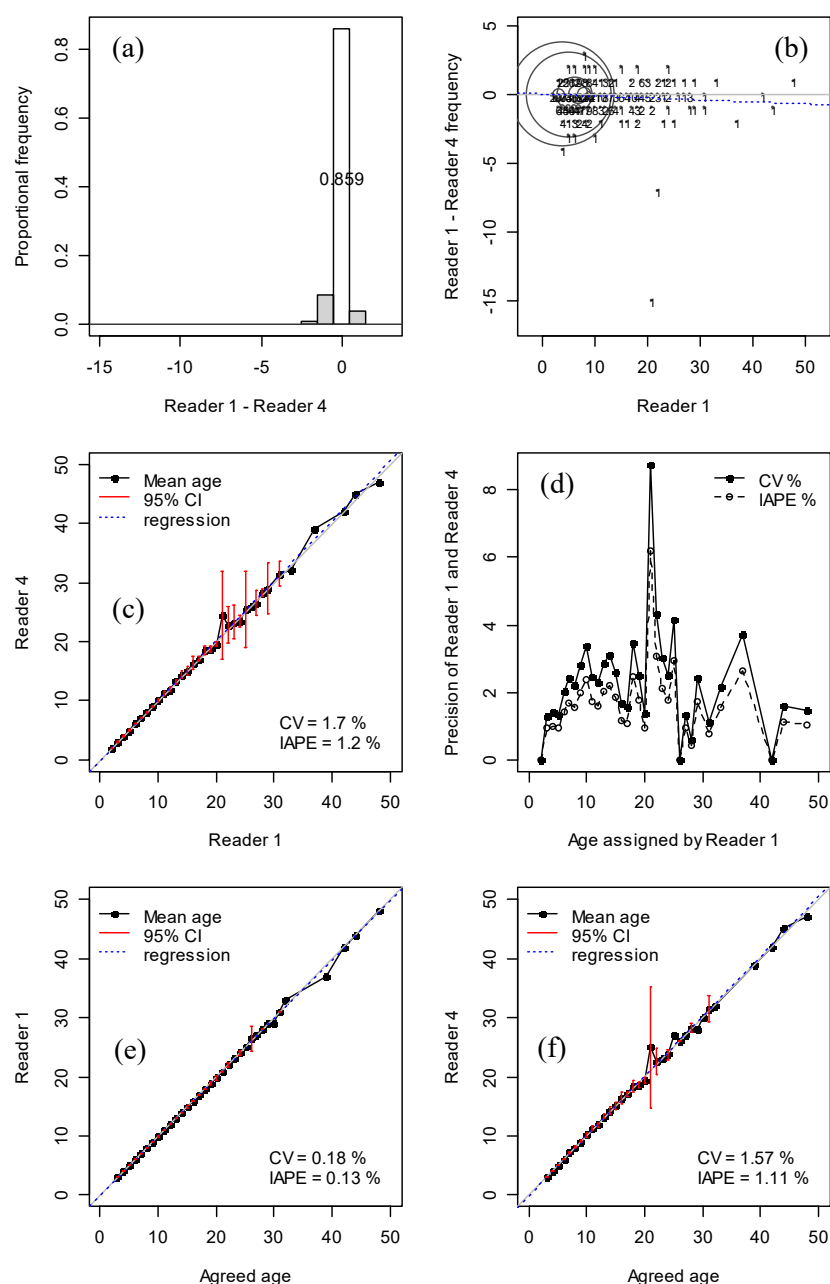 (a)
Proportional frequency
0.8
0.6
0.4
0.2
0.0
0.859
-15
-10
-5
0
Reader 1 - Reader 4
(b)
Reader 1 - Reader 4 frequency
5
0
-5
-10
-15
0
10
20
30
40
50
Reader 1
(c)
Mean age
95% CI
regression
Reader 4
50
40
30
20
10
0
CV = 1.7 %
IAPE = 1.2 %
0
10
20
30
40
50
Reader 1
(d)
CV %
IAPE %
Precision of Reader 1 and Reader 4
8
6
4
2
0
0
10
20
30
40
50
Age assigned by Reader 1
(e)
Mean age
95% CI
regression
Reader 1
50
40
30
20
10
0
CV = 0.18 %
IAPE = 0.13 %
0
10
20
30
40
50
Agreed age
(f)
Mean age
95% CI
regression
Reader 4
50
40
30
20
10
0
CV = 1.57 %
IAPE = 1.11 %
0
10
20
30
40
50
Agreed age